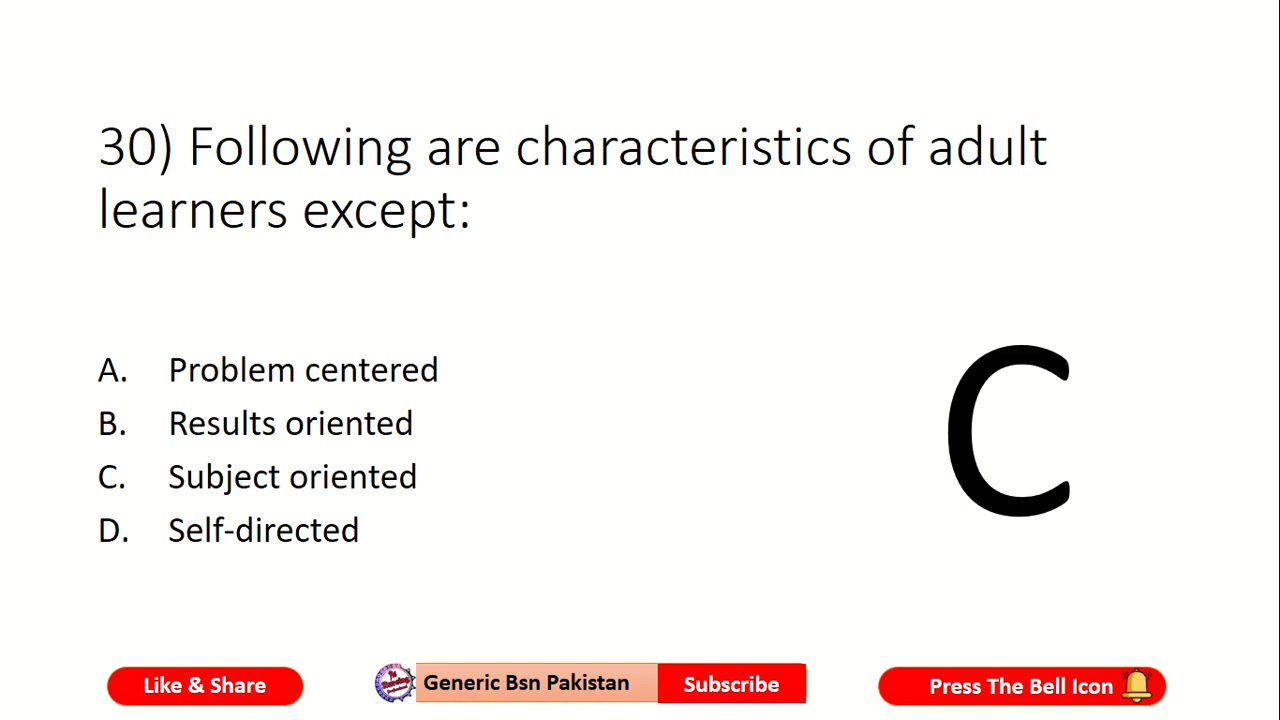 30) Following are characteristics of adult
learners except:
A. Problem centered
B. Results oriented
C. Subject oriented
D. Self-directed
C
Like & Share
Generic Bsn Pakistan
Subscribe
Press The Bell Icon